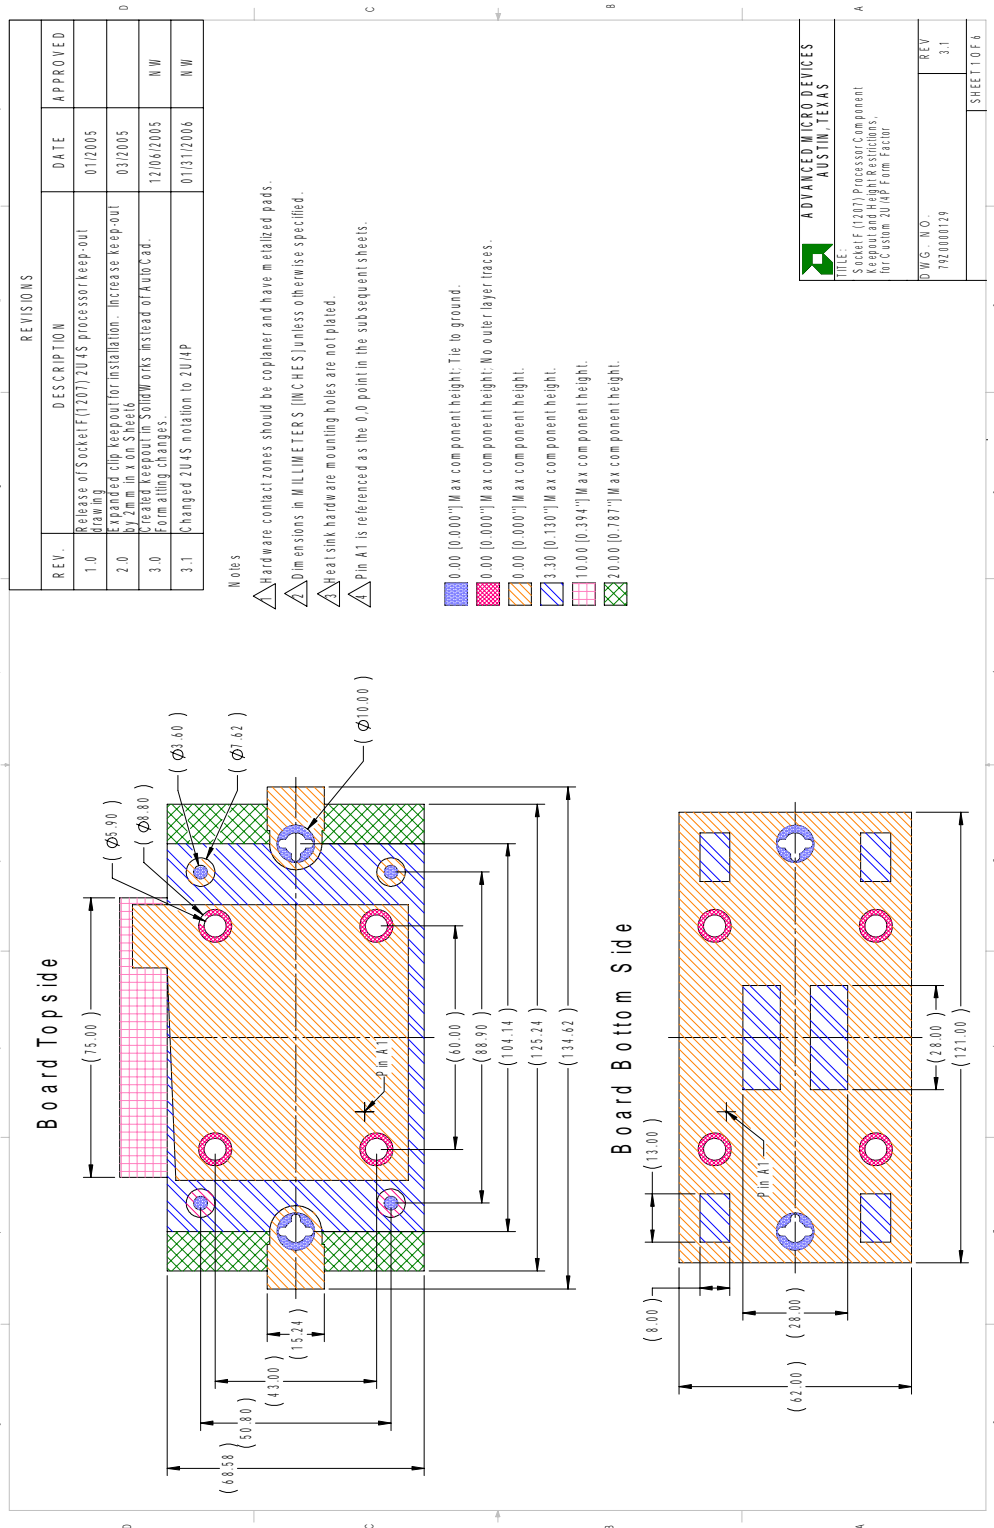 REVISIONS
REV. DESCRIPTION DATE APPROVED
1.0 Release of Socket F (1207) 2U4S processor keep-out drawing 01/2005
2.0 Expanded clip keepout for installation. Increase keep-out by 2mm in x on Sheet6 03/2005
3.0 Created keepout in SolidWorks instead of AutoCad. Formatting changes. 12/06/2005 NW
3.1 Changed 2U4S notation to 2U/4P 01/31/2006 NW
Notes
1 Hardware contact zones should be coplaner and have metalized pads.
2 Dimensions in MILLIMETERS [INCHES] unless otherwise specified.
3 Heat sink hardware mounting holes are not plated.
4 Pin A1 is referenced as the 0,0 point in the subsequent sheets.
0.00 [0.000"] Max component height; Tie to ground.
0.00 [0.000"] Max component height; No outer layer traces.
0.00 [0.000"] Max component height.
3.30 [0.130"] Max component height.
10.00 [0.394"] Max component height.
20.00 [0.787"] Max component height.
Board Topside
(75.00)
(Ø5.90)
(Ø8.80)
(Ø3.60)
(Ø7.62)
(Ø10.00)
Pin A1
(60.00)
(88.90)
(104.14)
(125.24)
(134.62)
(15.24)
(43.00)
(50.80)
(68.58)
Board Bottom Side
(13.00)
(8.00)
Pin A1
(28.00)
(62.00)
(28.00)
(121.00)
ADVANCED MICRO DEVICES
AUSTIN, TEXAS
TITLE:
Socket F (1207) Processor Component
Keepout and Height Restrictions,
for Custom 2U/4P Form Factor
DWG. NO. REV
79Z0000129 3.1
SHEET 1 OF 6
D
C
B
A
D
C
B
A